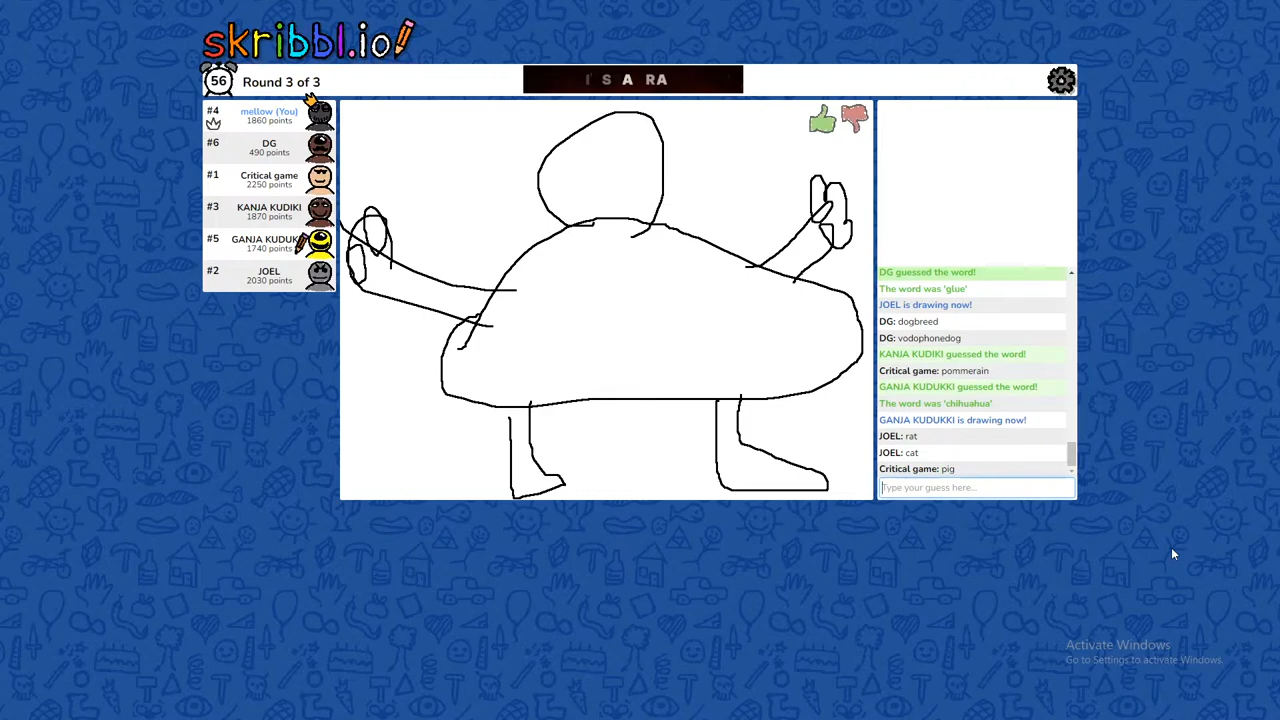 skribbl.io
56
Round 3 of 3
I' S A RA
#4
mellow (You)
1860 points
#6
DG
490 points
#1
Critical game
2250 points
#3
KANJA KUDIKI
1870 points
#5
GANJA KUDUK
1740 points
#2
JOEL
2030 points
DG guessed the word!
The word was 'glue'
JOEL is drawing now!
DG: dogbreed
DG: vodophonedog
KANJA KUDIKI guessed the word!
Critical game: pommerain
GANJA KUDUKKI guessed the word!
The word was 'chihuahua'
GANJA KUDUKKI is drawing now!
JOEL: rat
JOEL: cat
Critical game: pig
Type your guess here...
Activate Windows
Go to Settings to activate Windows.